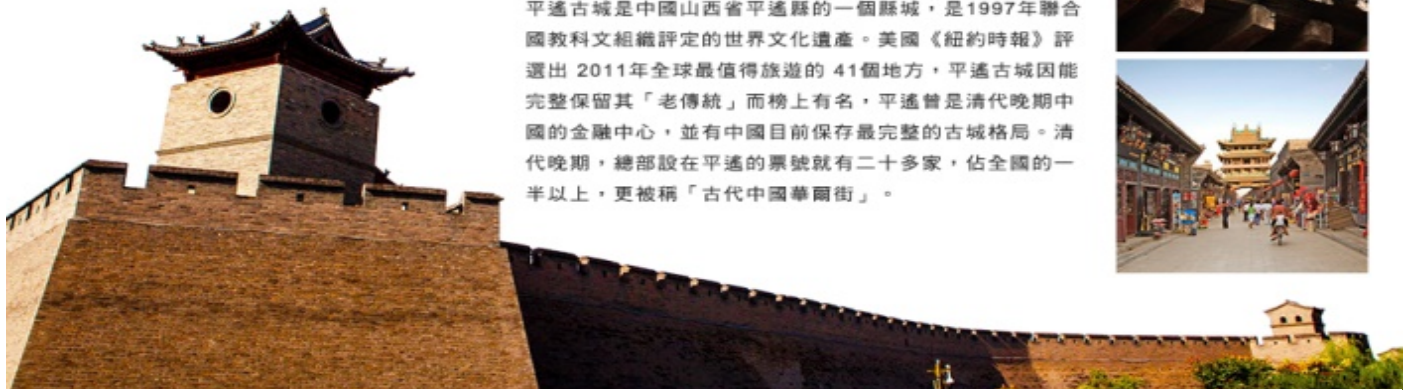 平遙古城是中國山西省平遙縣的一個縣城，是1997年聯合
國教科文組織評定的世界文化遺產。美國《紐約時報》評
選出 2011年全球最值得旅遊的 41個地方，平遙古城因能
完整保留其「老傳統」而榜上有名，平遙曾是清代晚期中
國的金融中心，並有中國目前保存最完整的古城格局。清
代晚期，總部設在平遙的票號就有二十多家，佔全國的一
半以上，更被稱「古代中國華爾街」。